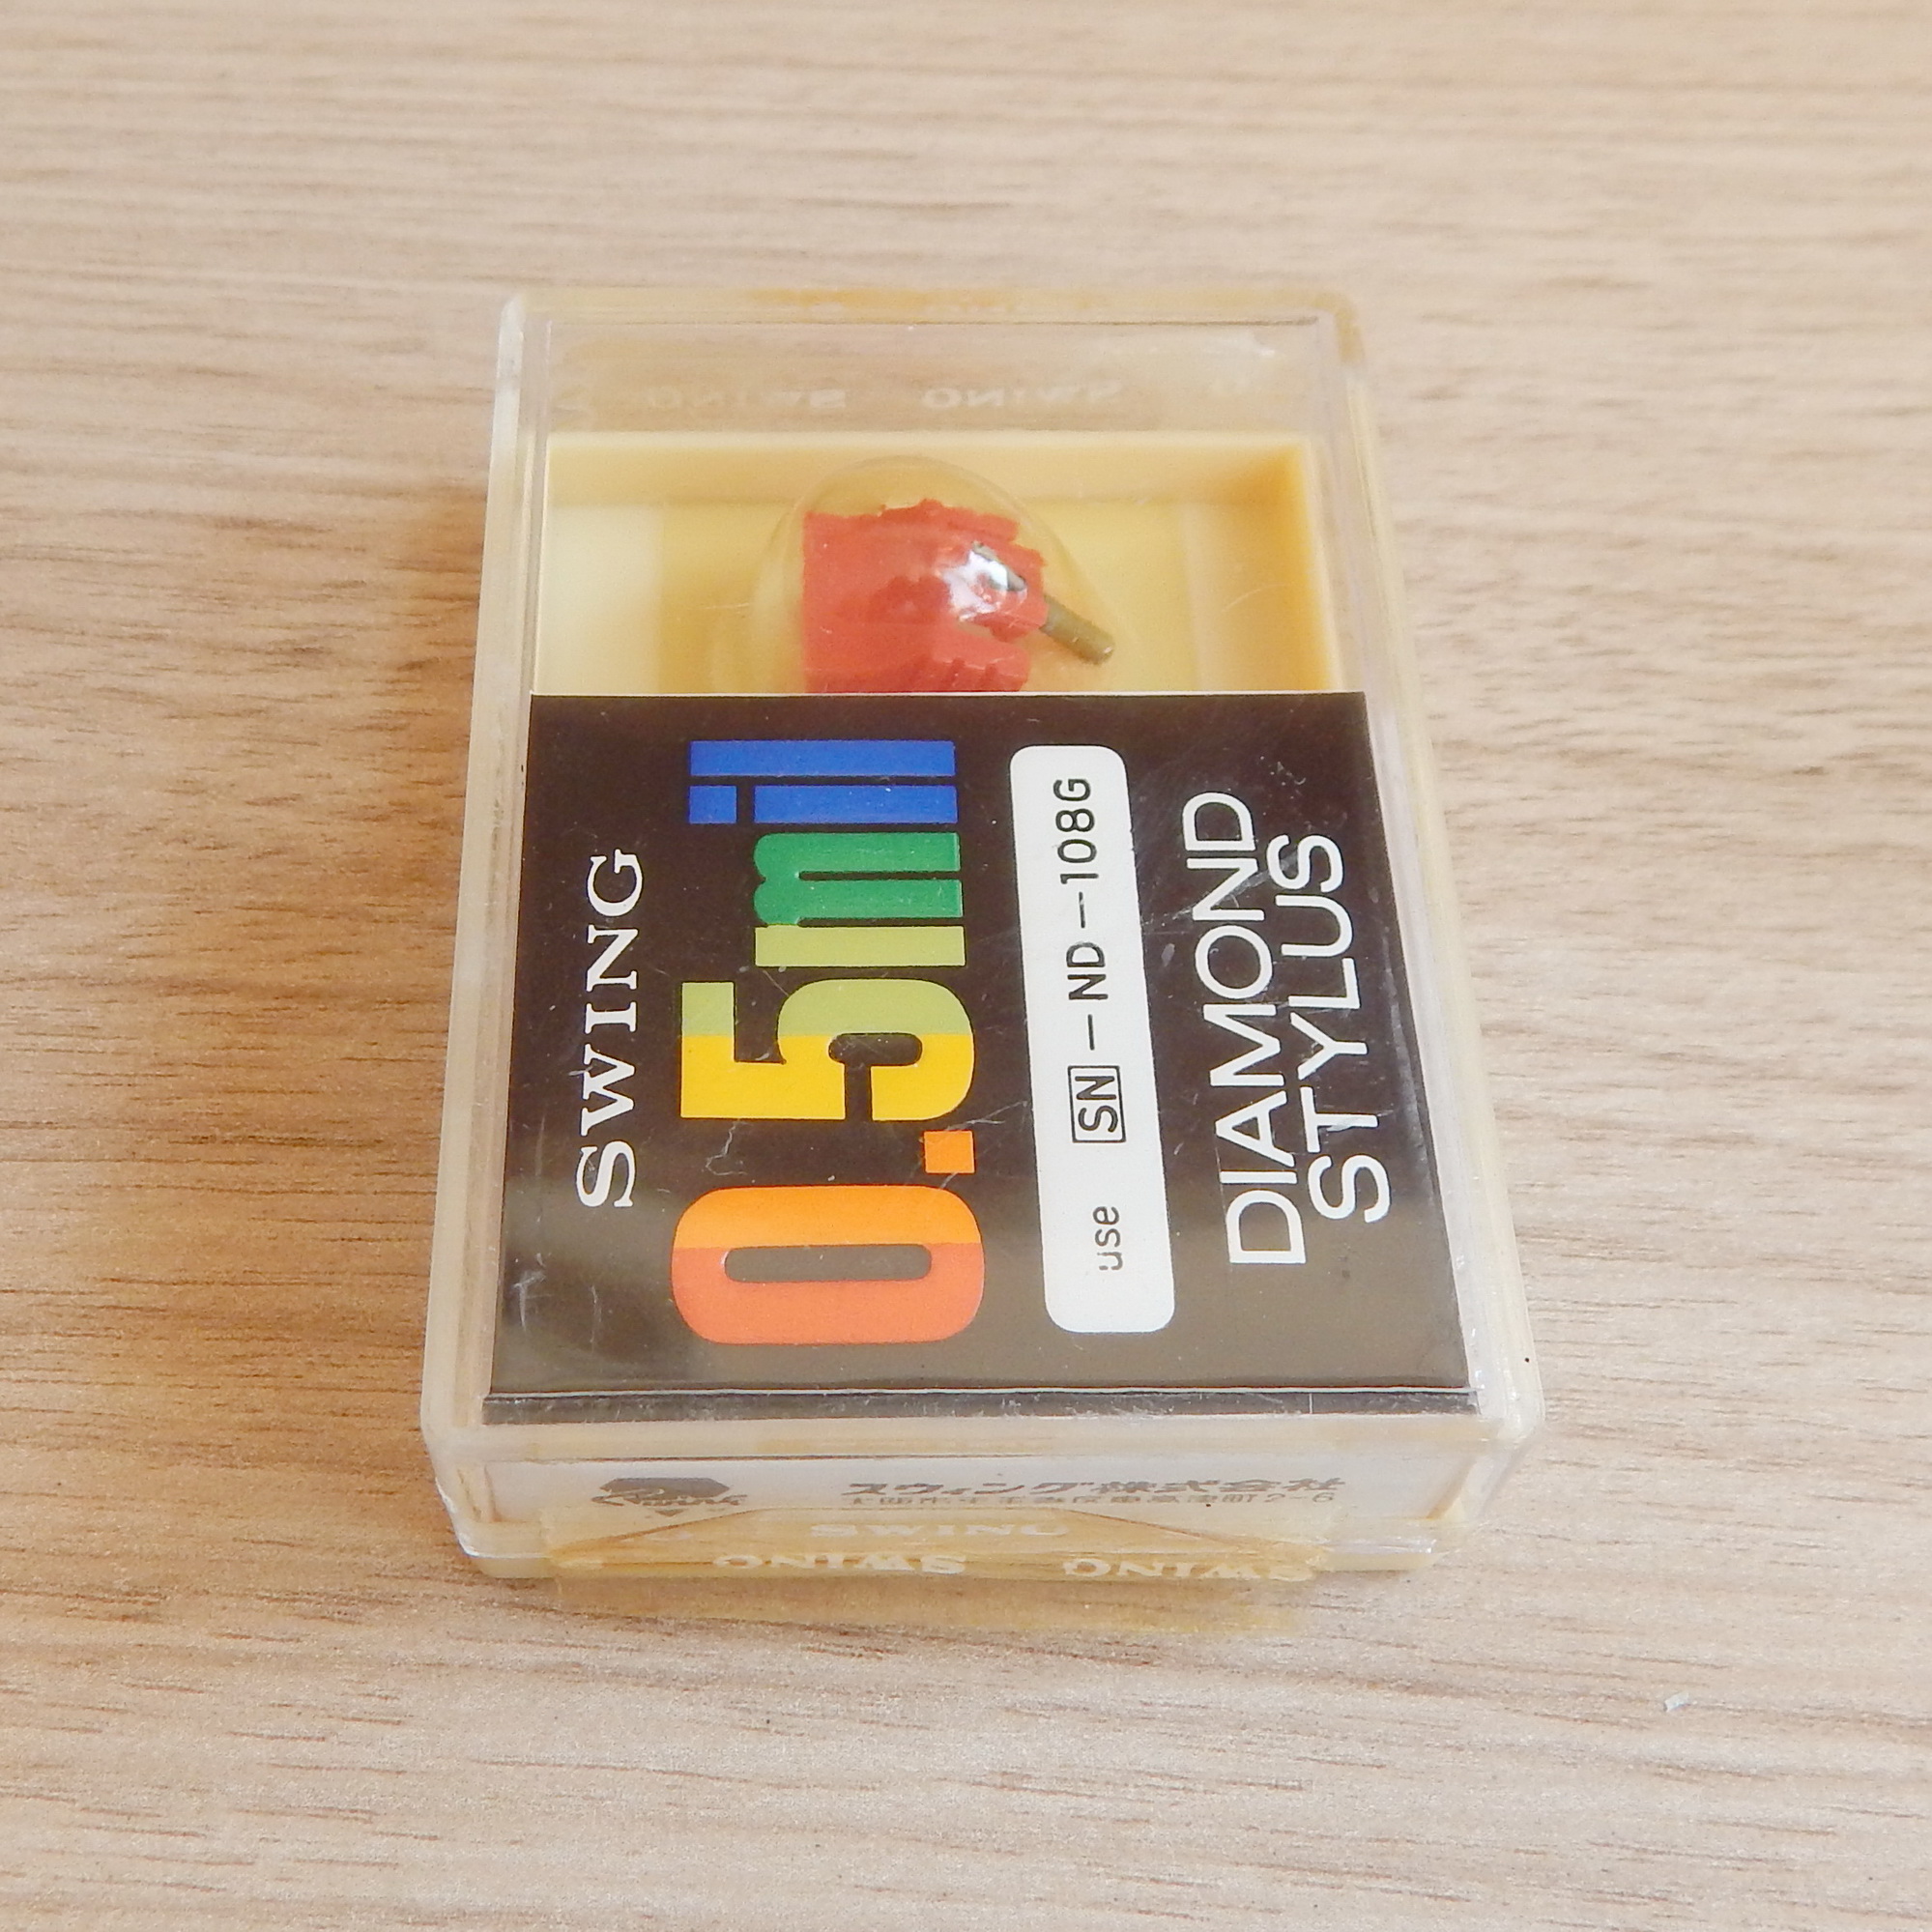 SWING
0.5mil
use SN-ND-108G
DIAMOND
STYLUS
スウィング株式会社
SWING
SWING SWING